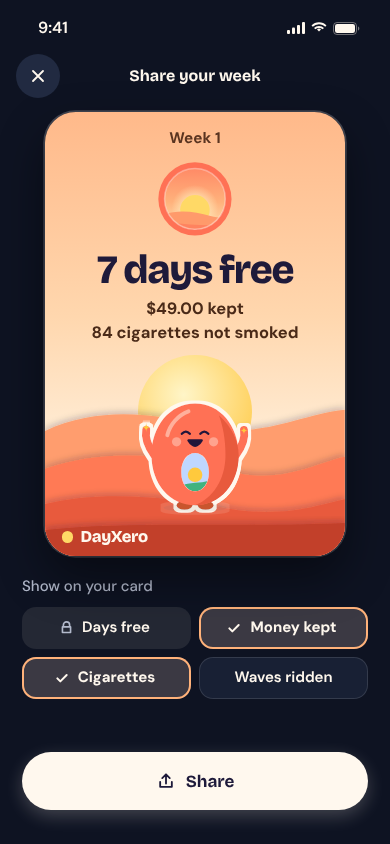 9:41
Share your week
Week 1
7 days free
$49.00 kept
84 cigarettes not smoked
DayXero
Show on your card
Days free
Money kept
Cigarettes
Waves ridden
Share